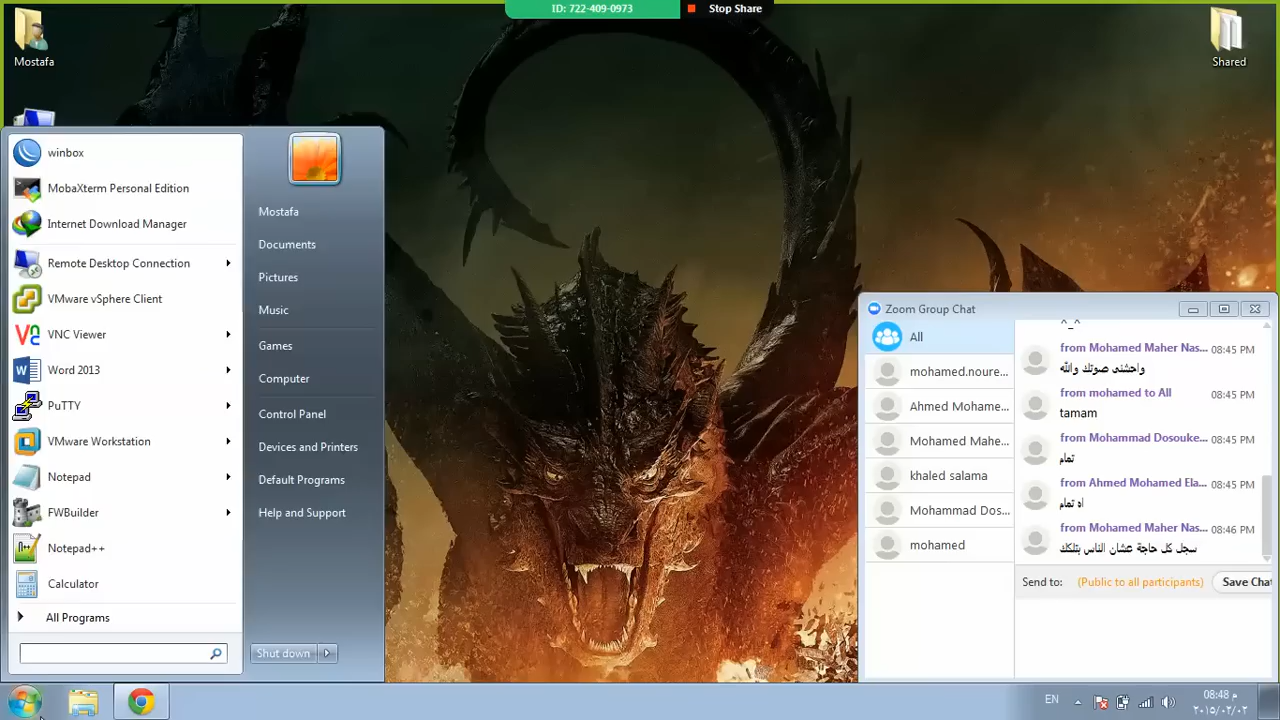 ID: 722-409-0973
Stop Share
Mostafa
Shared
winbox
MobaXterm Personal Edition
Internet Download Manager
Remote Desktop Connection
VMware vSphere Client
VNC Viewer
Word 2013
PuTTY
VMware Workstation
Notepad
FWBuilder
Notepad++
Calculator
All Programs
Mostafa
Documents
Pictures
Music
Games
Computer
Control Panel
Devices and Printers
Default Programs
Help and Support
Shut down
Zoom Group Chat
All
mohamed.noure...
Ahmed Mohame...
Mohamed Mahe...
khaled salama
Mohammad Dos...
mohamed
^_^
from Mohamed Maher Nas... 08:45 PM
واحشنى صوتك والله
from mohamed to All 08:45 PM
tamam
from Mohammad Dosouke... 08:45 PM
تمام
from Ahmed Mohamed Ela... 08:45 PM
اه تمام
from Mohamed Maher Nas... 08:46 PM
سجل كل حاجة عشان الناس بتلكك
Send to: (Public to all participants) Save Chat
EN
08:48 م
٢٠١٥/٠٢/٠٢